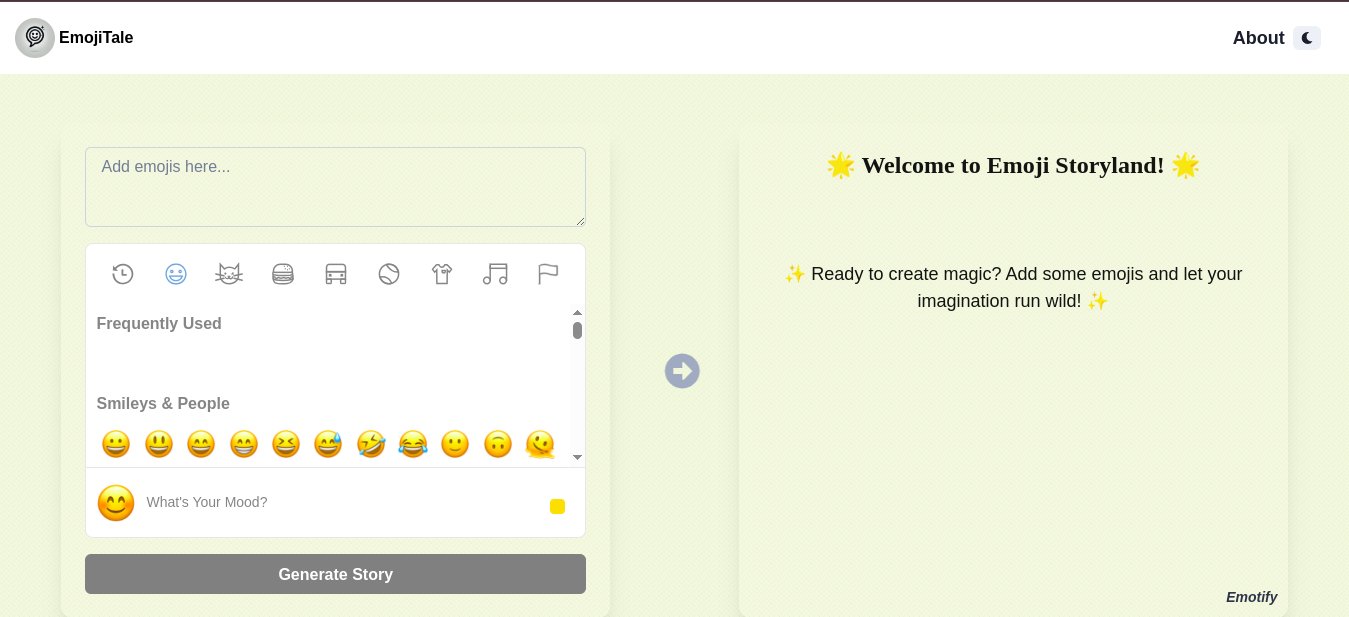 EmojiTale
About
Add emojis here...
Frequently Used
Smileys & People
What's Your Mood?
Generate Story
🌟 Welcome to Emoji Storyland! 🌟
✨ Ready to create magic? Add some emojis and let your
imagination run wild! ✨
Emotify